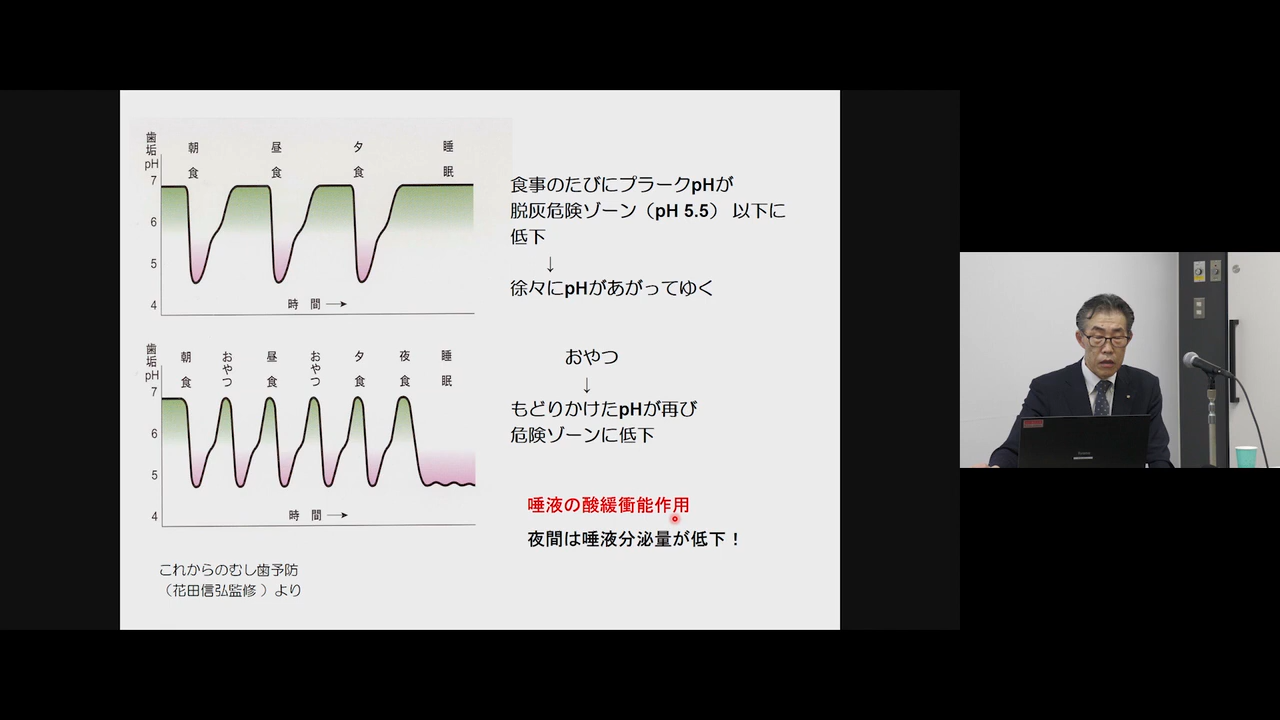 歯垢pH
朝食
昼食
夕食
睡眠
7
6
5
4
時間→
食事のたびにプラークpHが
脱灰危険ゾーン（pH 5.5） 以下に
低下
↓
徐々にpHがあがってゆく
歯垢pH
朝食
おやつ
昼食
おやつ
夕食
夜食
睡眠
7
6
5
4
時間→
おやつ
↓
もどりかけたpHが再び
危険ゾーンに低下
唾液の酸緩衝能作用
夜間は唾液分泌量が低下！
これからのむし歯予防
（花田信弘監修 ）より